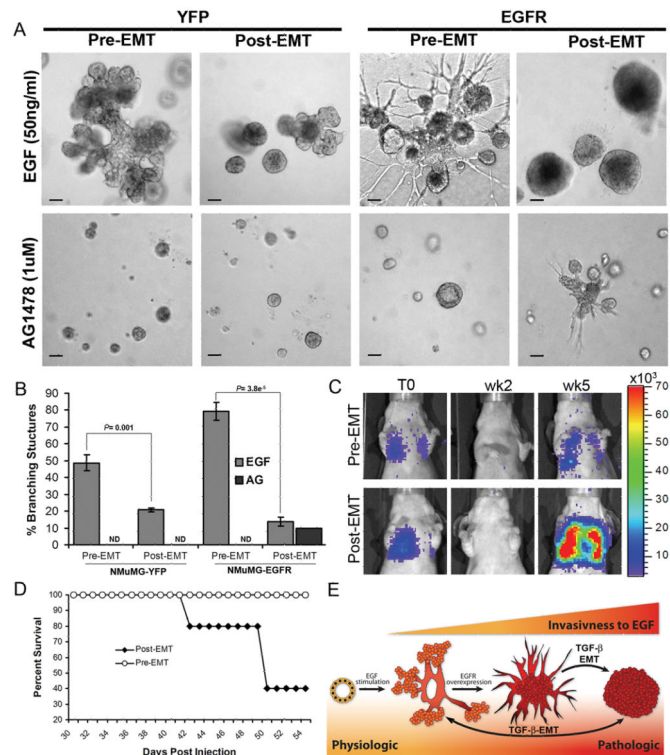 A
YFP
EGFR
Pre-EMT
Post-EMT
Pre-EMT
Post-EMT
EGF (50ng/ml)
AG1478 (1uM)
B
% Branching Stuctures
90
80
70
60
50
40
30
20
10
0
P= 0.001
P= 3.8e-5
EGF
AG
ND
ND
ND
Pre-EMT
Post-EMT
Pre-EMT
Post-EMT
NMuMG-YFP
NMuMG-EGFR
C
T0
wk2
wk5
Pre-EMT
Post-EMT
x10³
70
60
50
40
30
20
10
D
Percent Survival
100
90
80
70
60
50
40
30
20
Post-EMT
Pre-EMT
30 32 34 36 38 40 42 44 46 48 50 52 54
Days Post Injection
E
Invasivness to EGF
EGF
stimulation
EGFR
overexpression
TGF-β
EMT
TGF-β-EMT
Physiologic
Pathologic